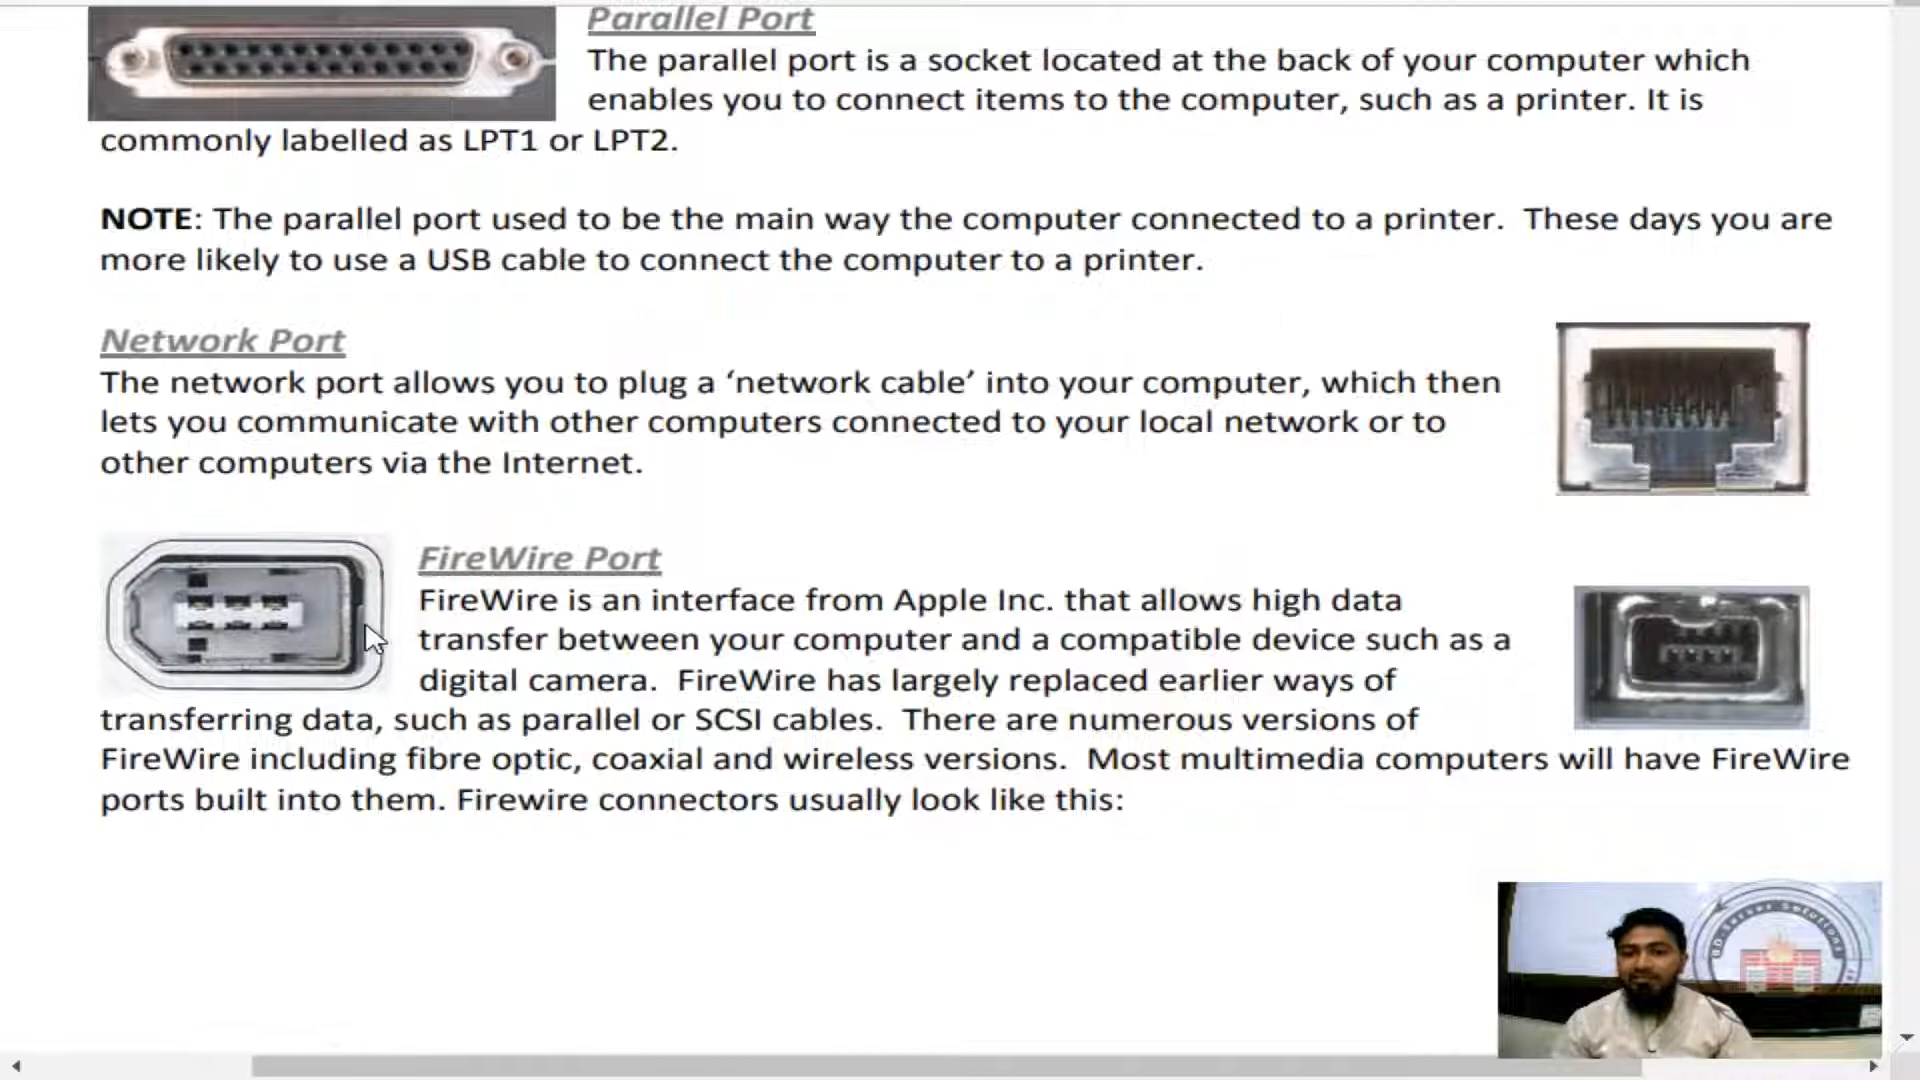 Parallel Port
The parallel port is a socket located at the back of your computer which
enables you to connect items to the computer, such as a printer. It is
commonly labelled as LPT1 or LPT2.
NOTE: The parallel port used to be the main way the computer connected to a printer.  These days you are
more likely to use a USB cable to connect the computer to a printer.
Network Port
The network port allows you to plug a ‘network cable’ into your computer, which then
lets you communicate with other computers connected to your local network or to
other computers via the Internet.
FireWire Port
FireWire is an interface from Apple Inc. that allows high data
transfer between your computer and a compatible device such as a
digital camera.  FireWire has largely replaced earlier ways of
transferring data, such as parallel or SCSI cables.  There are numerous versions of
FireWire including fibre optic, coaxial and wireless versions.  Most multimedia computers will have FireWire
ports built into them. Firewire connectors usually look like this: